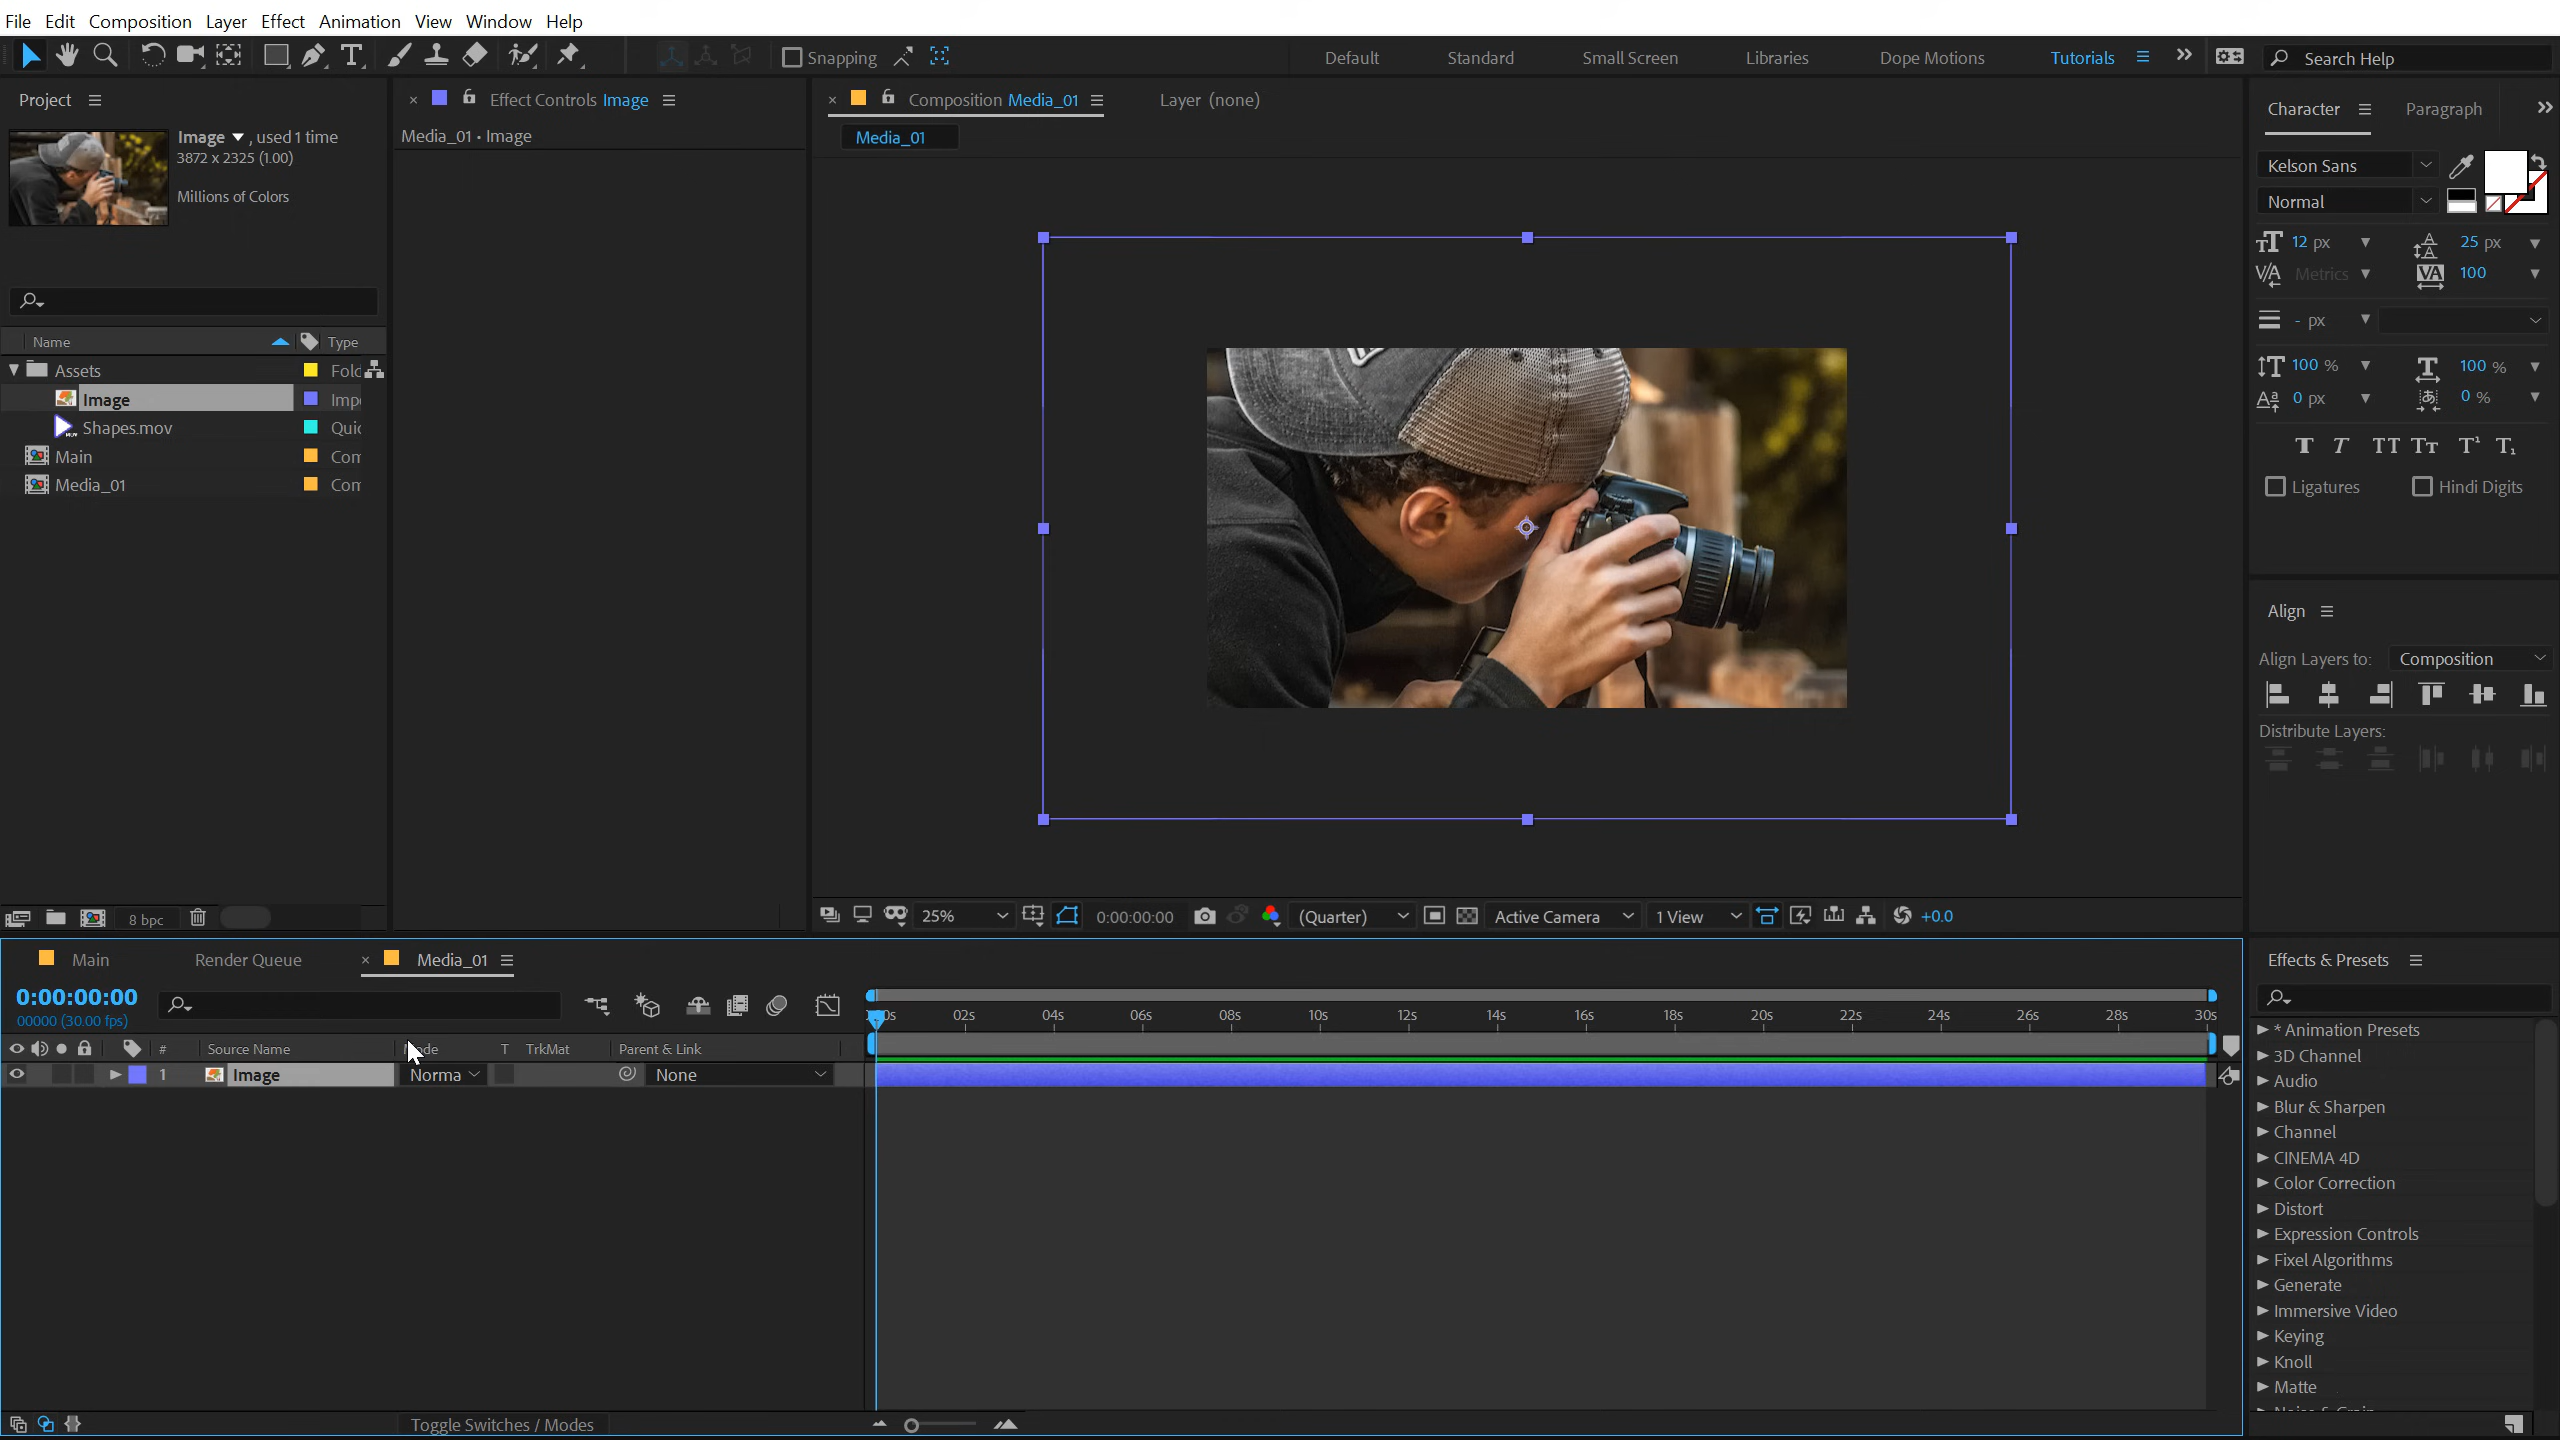 File Edit Composition Layer Effect Animation View Window Help
Snapping Default Standard Small Screen Libraries Dope Motions Tutorials Search Help
Project
Image , used 1 time
3872 x 2325 (1.00)
Millions of Colors
Name Type
Assets Fold
Image Impo
Shapes.mov Quic
Main Com
Media_01 Com
8 bpc
Effect Controls Image
Media_01 • Image
Composition Media_01 Layer (none)
Media_01
25% 0:00:00:00 (Quarter) Active Camera 1 View +0.0
Character Paragraph
Kelson Sans
Normal
12 px 25 px
Metrics 100
- px
100 % 100 %
0 px 0 %
Ligatures Hindi Digits
Align
Align Layers to: Composition
Distribute Layers:
Main Render Queue Media_01
0:00:00:00
00000 (30.00 fps)
02s 04s 06s 08s 10s 12s 14s 16s 18s 20s 22s 24s 26s 28s 30s
# Source Name T TrkMat Parent & Link
1 Image Norma None
Toggle Switches / Modes
Effects & Presets
* Animation Presets
3D Channel
Audio
Blur & Sharpen
Channel
CINEMA 4D
Color Correction
Distort
Expression Controls
Fixel Algorithms
Generate
Immersive Video
Keying
Knoll
Matte